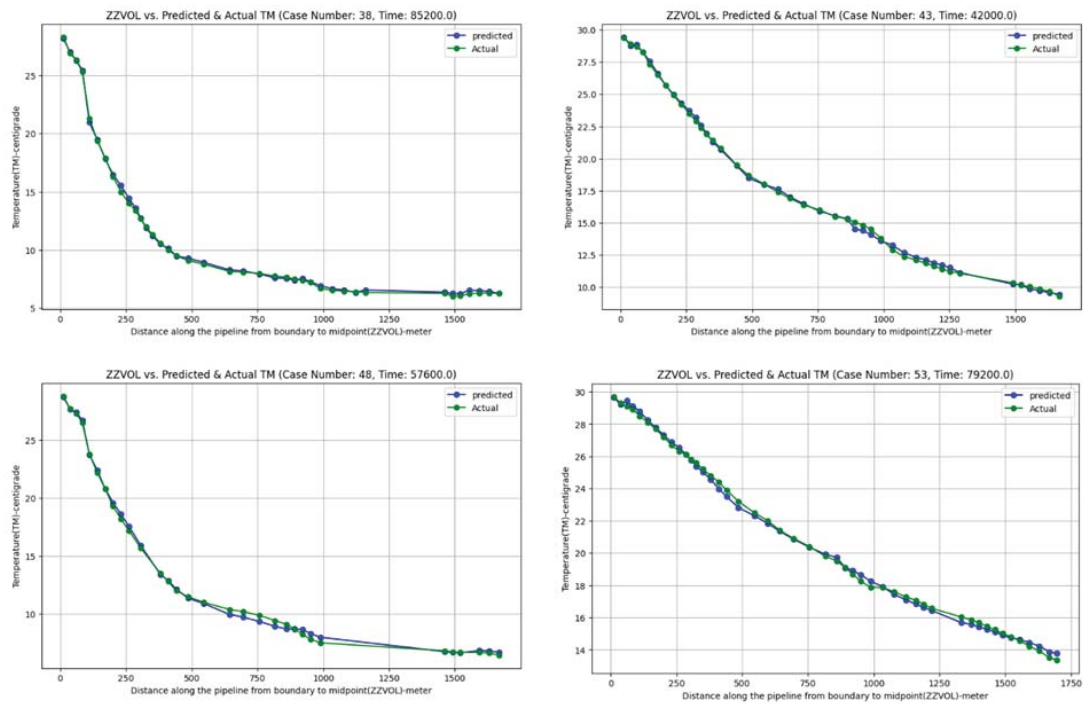 ZZVOL vs. Predicted & Actual TM (Case Number: 38, Time: 85200.0)
predicted
Actual
25
20
15
10
5
Temperature(TM)-centigrade
0
250
500
750
1000
1250
1500
Distance along the pipeline from boundary to midpoint(ZZVOL)-meter
ZZVOL vs. Predicted & Actual TM (Case Number: 43, Time: 42000.0)
predicted
Actual
30.0
27.5
25.0
22.5
20.0
17.5
15.0
12.5
10.0
Temperature(TM)-centigrade
0
250
500
750
1000
1250
1500
Distance along the pipeline from boundary to midpoint(ZZVOL)-meter
ZZVOL vs. Predicted & Actual TM (Case Number: 48, Time: 57600.0)
predicted
Actual
25
20
15
10
Temperature(TM)-centigrade
0
250
500
750
1000
1250
1500
Distance along the pipeline from boundary to midpoint(ZZVOL)-meter
ZZVOL vs. Predicted & Actual TM (Case Number: 53, Time: 79200.0)
predicted
Actual
30
28
26
24
22
20
18
16
14
Temperature(TM)-centigrade
0
250
500
750
1000
1250
1500
1750
Distance along the pipeline from boundary to midpoint(ZZVOL)-meter